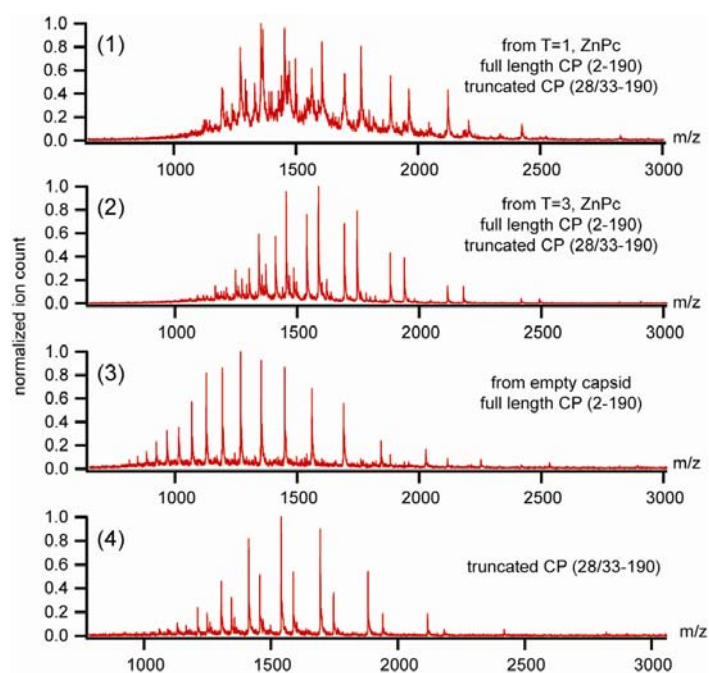 normalized ion count
1.0
(1)
from T=1, ZnPc
0.8
full length CP (2-190)
0.6
truncated CP (28/33-190)
0.4
0.2
0.0
m/z
1000 1500 2000 2500 3000
1.0
(2)
from T=3, ZnPc
0.8
full length CP (2-190)
0.6
truncated CP (28/33-190)
0.4
0.2
0.0
m/z
1000 1500 2000 2500 3000
1.0
(3)
from empty capsid
0.8
full length CP (2-190)
0.6
0.4
0.2
0.0
m/z
1000 1500 2000 2500 3000
1.0
(4)
0.8
truncated CP (28/33-190)
0.6
0.4
0.2
0.0
m/z
1000 1500 2000 2500 3000